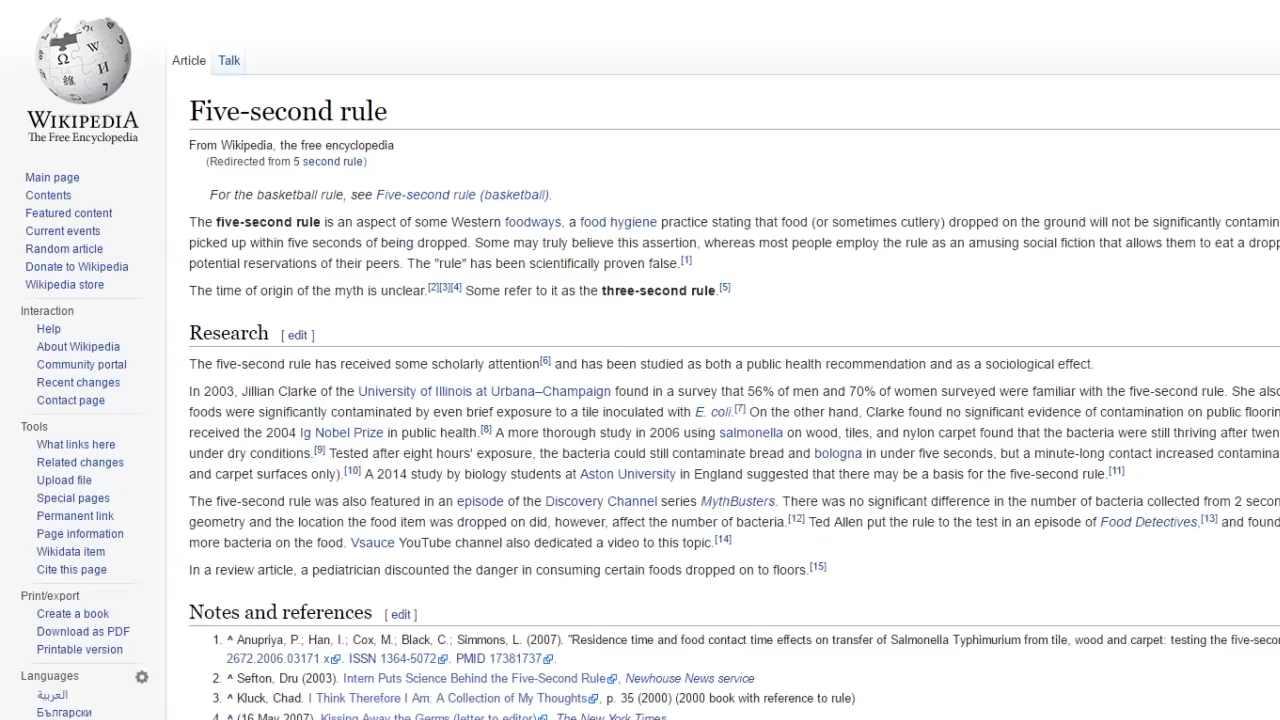 WIKIPEDIA
The Free Encyclopedia
Main page
Contents
Featured content
Current events
Random article
Donate to Wikipedia
Wikipedia store
Interaction
Help
About Wikipedia
Community portal
Recent changes
Contact page
Tools
What links here
Related changes
Upload file
Special pages
Permanent link
Page information
Wikidata item
Cite this page
Print/export
Create a book
Download as PDF
Printable version
Languages
العربية
Български
Article Talk
Five-second rule
From Wikipedia, the free encyclopedia
(Redirected from 5 second rule)
For the basketball rule, see Five-second rule (basketball).
The five-second rule is an aspect of some Western foodways, a food hygiene practice stating that food (or sometimes cutlery) dropped on the ground will not be significantly contamin
picked up within five seconds of being dropped. Some may truly believe this assertion, whereas most people employ the rule as an amusing social fiction that allows them to eat a dropp
potential reservations of their peers. The "rule" has been scientifically proven false.[1]
The time of origin of the myth is unclear.[2][3][4] Some refer to it as the three-second rule.[5]
Research [ edit ]
The five-second rule has received some scholarly attention[6] and has been studied as both a public health recommendation and as a sociological effect.
In 2003, Jillian Clarke of the University of Illinois at Urbana–Champaign found in a survey that 56% of men and 70% of women surveyed were familiar with the five-second rule. She also
foods were significantly contaminated by even brief exposure to a tile inoculated with E. coli.[7] On the other hand, Clarke found no significant evidence of contamination on public floorin
received the 2004 Ig Nobel Prize in public health.[8] A more thorough study in 2006 using salmonella on wood, tiles, and nylon carpet found that the bacteria were still thriving after twen
under dry conditions.[9] Tested after eight hours' exposure, the bacteria could still contaminate bread and bologna in under five seconds, but a minute-long contact increased contamina
and carpet surfaces only).[10] A 2014 study by biology students at Aston University in England suggested that there may be a basis for the five-second rule.[11]
The five-second rule was also featured in an episode of the Discovery Channel series MythBusters. There was no significant difference in the number of bacteria collected from 2 secon
geometry and the location the food item was dropped on did, however, affect the number of bacteria.[12] Ted Allen put the rule to the test in an episode of Food Detectives,[13] and found
more bacteria on the food. Vsauce YouTube channel also dedicated a video to this topic.[14]
In a review article, a pediatrician discounted the danger in consuming certain foods dropped on to floors.[15]
Notes and references [ edit ]
1. ^ Anupriya, P.; Han, I.; Cox, M.; Black, C.; Simmons, L. (2007). "Residence time and food contact time effects on transfer of Salmonella Typhimurium from tile, wood and carpet: testing the five-secon
2672.2006.03171.x. ISSN 1364-5072. PMID 17381737.
2. ^ Sefton, Dru (2003). Intern Puts Science Behind the Five-Second Rule, Newhouse News service
3. ^ Kluck, Chad. I Think Therefore I Am: A Collection of My Thoughts, p. 35 (2000) (2000 book with reference to rule)
4. ^ (16 May 2007). Kissing Away the Germs (letter to editor), The New York Times